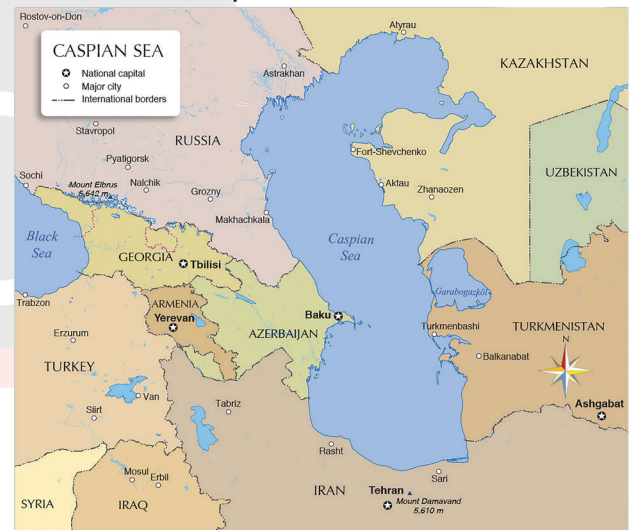 Rostov-on-Don
CASPIAN SEA
National capital
Major city
International borders
Atyrau
KAZAKHSTAN
Astrakhan
Stavropol
RUSSIA
Fort-Shevchenko
UZBEKISTAN
Pyatigorsk
Sochi
Mount Elbrus
5,642 m
Nalchik
Grozny
Aktau
Zhanaozen
Makhachkala
Black
Sea
Caspian
Sea
GEORGIA
Tbilisi
Garabogazköl
Trabzon
ARMENIA
Yerevan
Baku
AZERBAIJAN
Turkmenbashi
TURKMENISTAN
Erzurum
N
Balkanabat
TURKEY
Van
Siirt
Tabriz
Ashgabat
Rasht
Mosul
Erbil
Sari
SYRIA
IRAQ
IRAN
Tehran
Mount Damavand
5,610 m